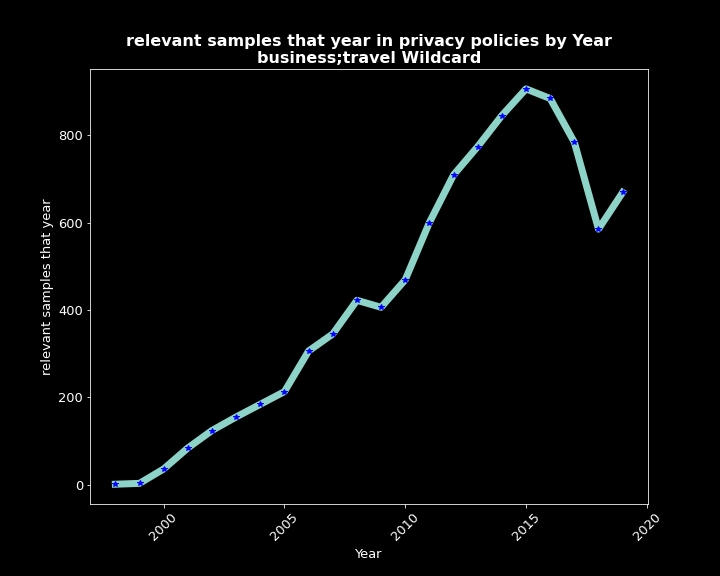 relevant samples that year in privacy policies by Year
business;travel Wildcard
relevant samples that year
800
600
400
200
0
2000
2005
2010
2015
2020
Year